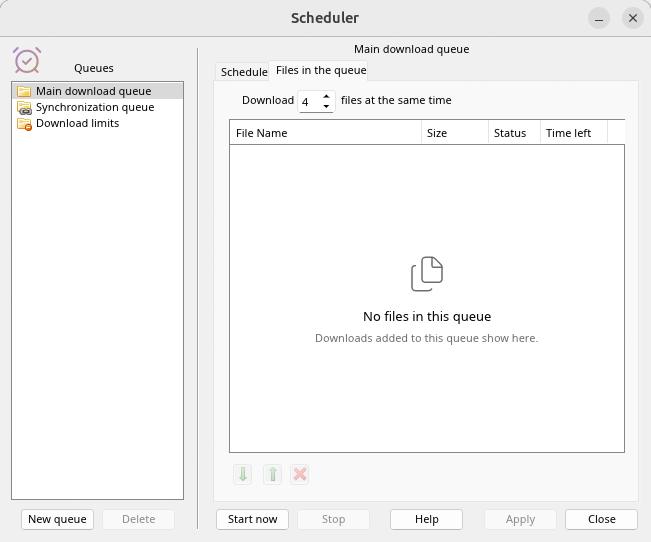 Scheduler
Queues
Main download queue
Synchronization queue
Download limits
New queue
Delete
Main download queue
Schedule
Files in the queue
Download 4 files at the same time
File Name Size Status Time left
No files in this queue
Downloads added to this queue show here.
Start now
Stop
Help
Apply
Close